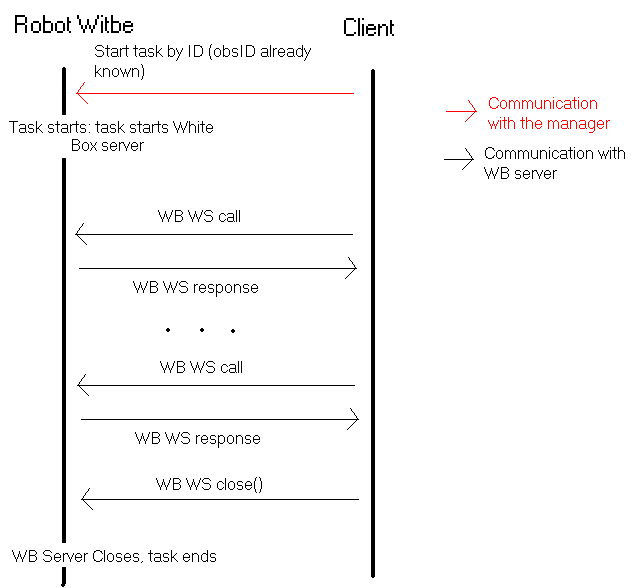 Robot Witbe
Client
Start task by ID (obsID already
known)
Communication
with the manager
Task starts: task starts White
Box server
Communication with
WB server
WB WS call
WB WS response
. . .
WB WS call
WB WS response
WB WS close()
WB Server Closes, task ends